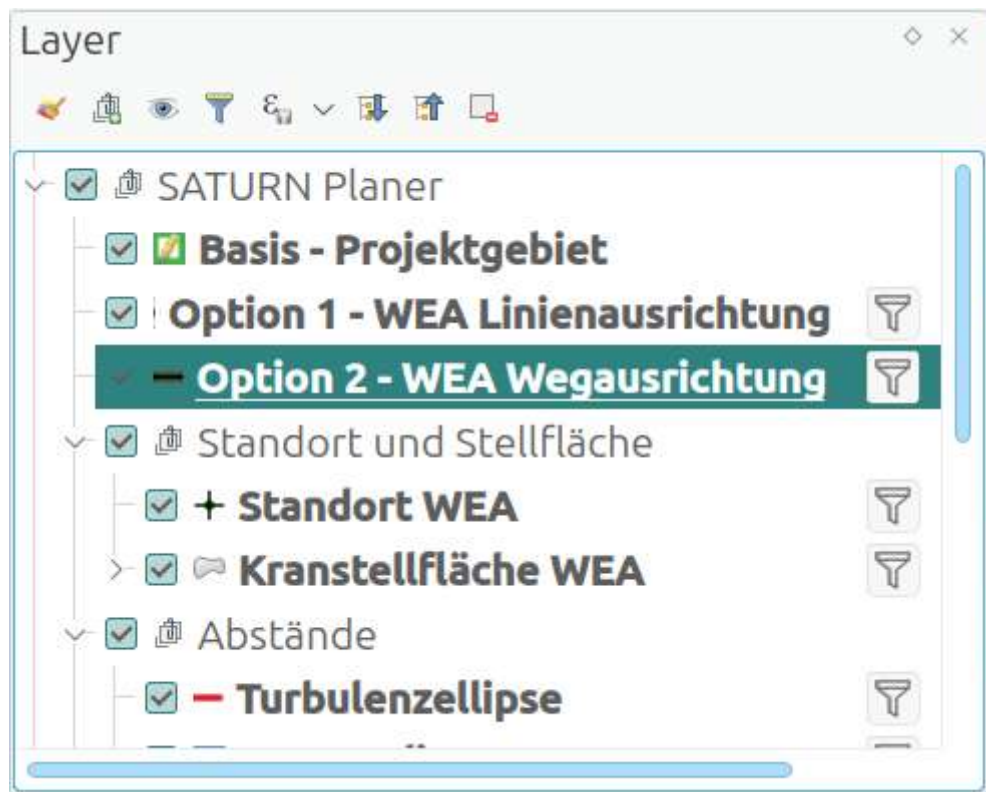 Layer
SATURN Planer
Basis - Projektgebiet
Option 1 - WEA Linienausrichtung
Option 2 - WEA Wegausrichtung
Standort und Stellfläche
Standort WEA
Kranstellfläche WEA
Abstände
Turbulenzellipse